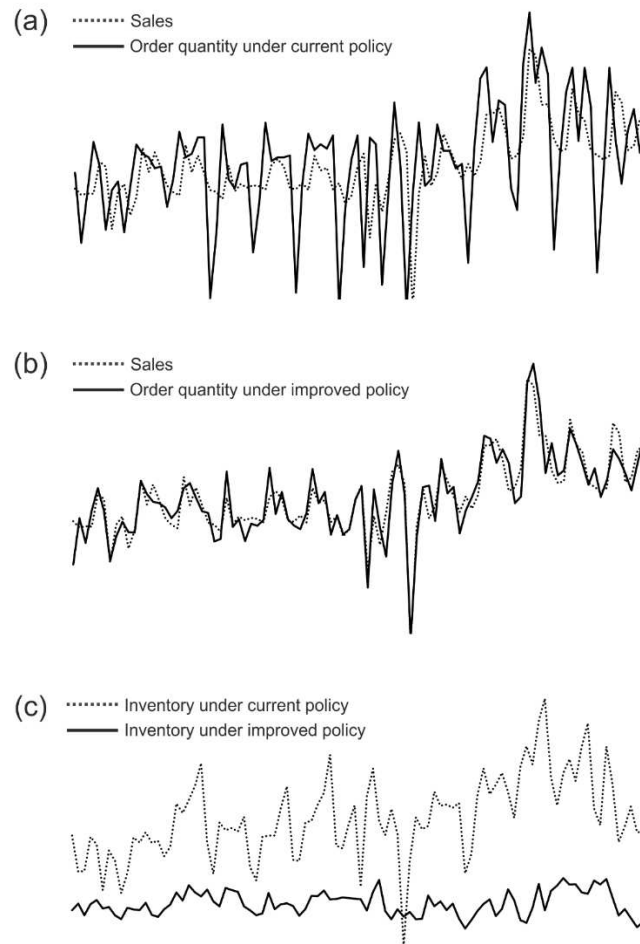 (a)
Sales
Order quantity under current policy
(b)
Sales
Order quantity under improved policy
(c)
Inventory under current policy
Inventory under improved policy